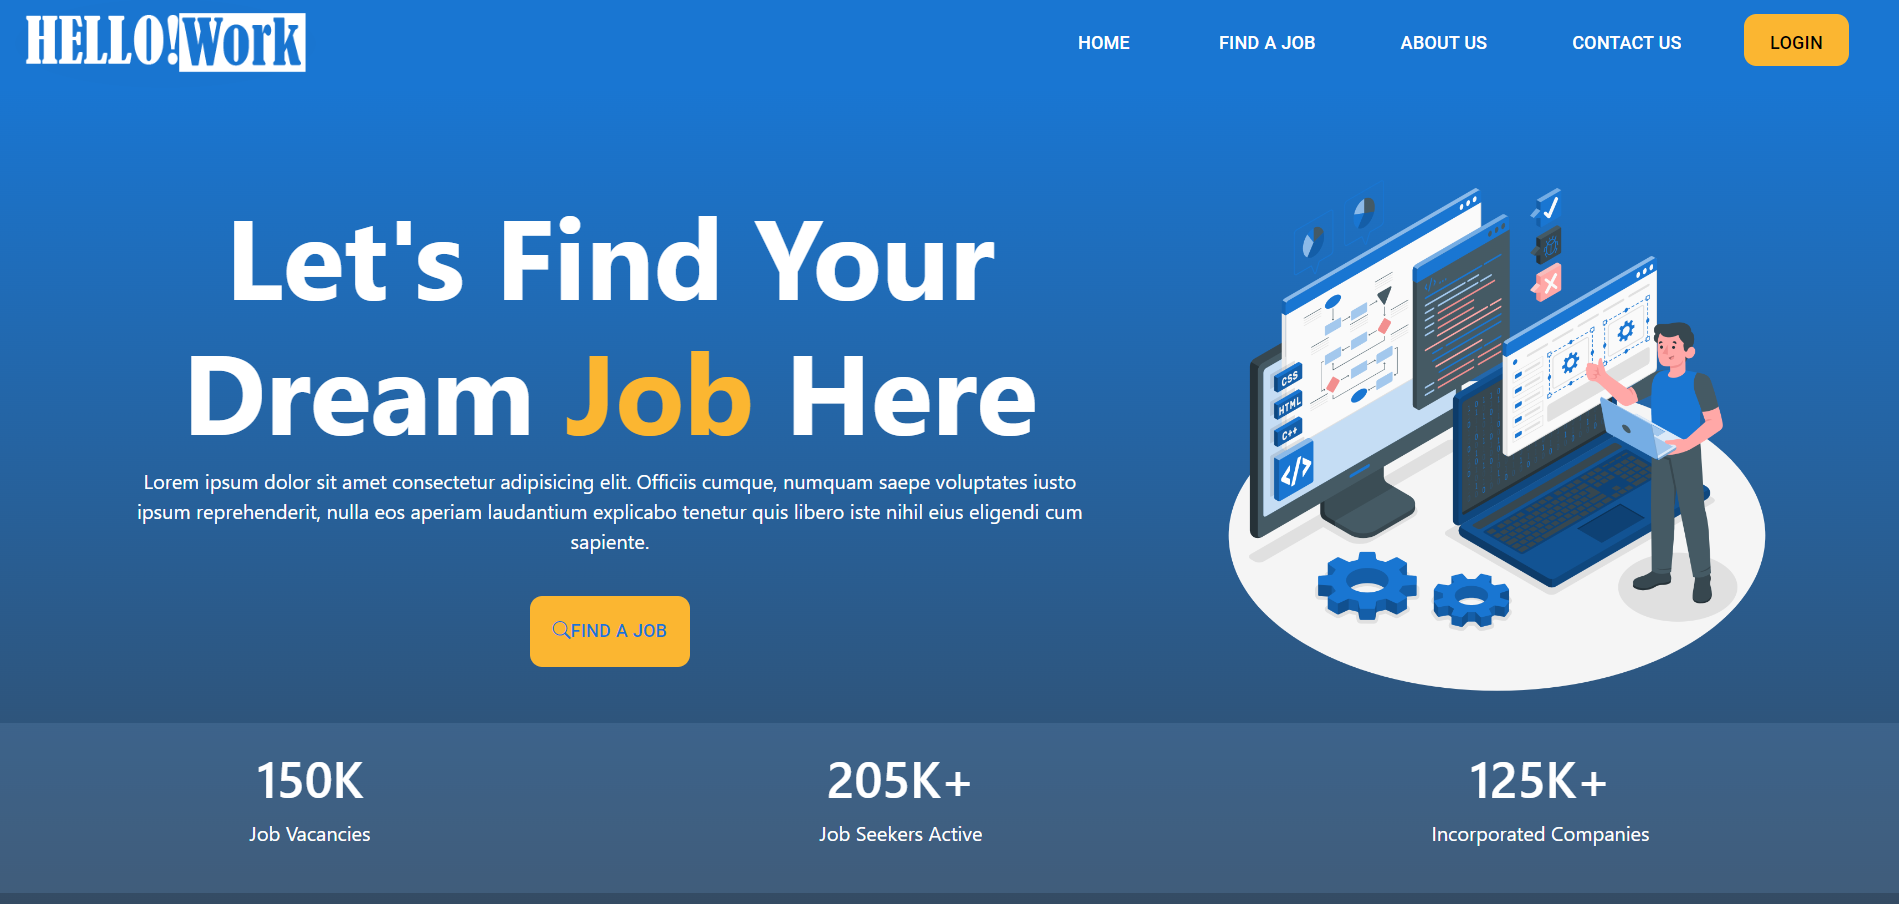 HELLO!Work
HOME
FIND A JOB
ABOUT US
CONTACT US
LOGIN
Let's Find Your
Dream Job Here
Lorem ipsum dolor sit amet consectetur adipisicing elit. Officiis cumque, numquam saepe voluptates iusto
ipsum reprehenderit, nulla eos aperiam laudantium explicabo tenetur quis libero iste nihil eius eligendi cum
sapiente.
FIND A JOB
CSS
HTML
C++
</>
150K
Job Vacancies
205K+
Job Seekers Active
125K+
Incorporated Companies